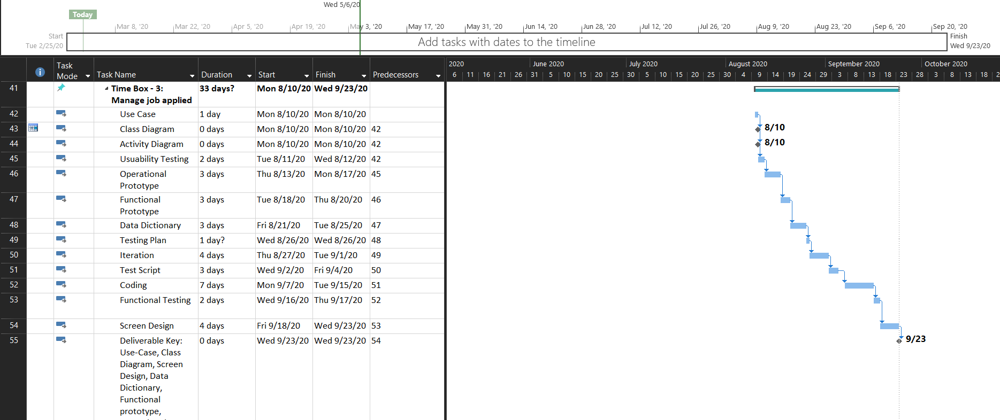 Wed 5/6/20
Today
Mar 8, '20 Mar 22, '20 Apr 5, '20 Apr 19, '20 May 3, '20 May 17, '20 May 31, '20 Jun 14, '20 Jun 28, '20 Jul 12, '20 Jul 26, '20 Aug 9, '20 Aug 23, '20 Sep 6, '20 Sep 20, '20
Start
Tue 2/25/20
Add tasks with dates to the timeline
Finish
Wed 9/23/20
Task Mode Task Name Duration Start Finish Predecessors
2020 June 2020 July 2020 August 2020 September 2020 October 2020
6 11 16 21 26 31 5 10 15 20 25 30 5 10 15 20 25 30 4 9 14 19 24 29 3 8 13 18 23 28 3 8 13 18 2
41 Time Box - 3: 33 days? Mon 8/10/20 Wed 9/23/20
Manage job applied
42 Use Case 1 day Mon 8/10/20 Mon 8/10/20
43 Class Diagram 0 days Mon 8/10/20 Mon 8/10/20 42 8/10
44 Activity Diagram 0 days Mon 8/10/20 Mon 8/10/20 42 8/10
45 Usuability Testing 2 days Tue 8/11/20 Wed 8/12/20 42
46 Operational 3 days Thu 8/13/20 Mon 8/17/20 45
Prototype
47 Functional 3 days Tue 8/18/20 Thu 8/20/20 46
Prototype
48 Data Dictionary 3 days Fri 8/21/20 Tue 8/25/20 47
49 Testing Plan 1 day? Wed 8/26/20 Wed 8/26/20 48
50 Iteration 4 days Thu 8/27/20 Tue 9/1/20 49
51 Test Script 3 days Wed 9/2/20 Fri 9/4/20 50
52 Coding 7 days Mon 9/7/20 Tue 9/15/20 51
53 Functional Testing 2 days Wed 9/16/20 Thu 9/17/20 52
54 Screen Design 4 days Fri 9/18/20 Wed 9/23/20 53
55 Deliverable Key: 0 days Wed 9/23/20 Wed 9/23/20 54 9/23
Use-Case, Class
Diagram, Screen
Design, Data
Dictionary,
Functional
prototype,